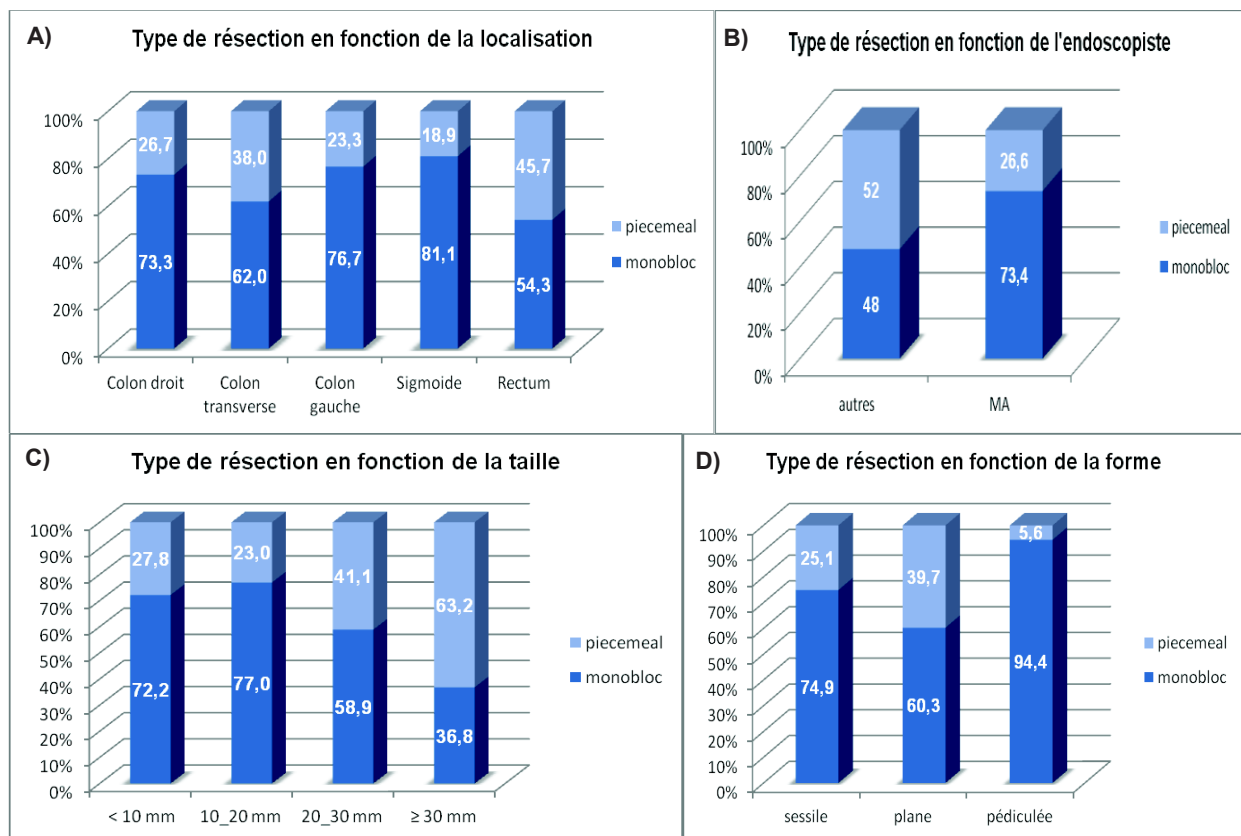 A)
Type de résection en fonction de la localisation
100%
80%
60%
40%
20%
0%
26,7
38,0
23,3
18,9
45,7
73,3
62,0
76,7
81,1
54,3
piecemeal
monobloc
Colon droit
Colon transverse
Colon gauche
Sigmoide
Rectum
B)
Type de résection en fonction de l'endoscopiste
100%
80%
60%
40%
20%
0%
52
26,6
48
73,4
piecemeal
monobloc
autres
MA
C)
Type de résection en fonction de la taille
100%
90%
80%
70%
60%
50%
40%
30%
20%
10%
0%
27,8
23,0
41,1
63,2
72,2
77,0
58,9
36,8
piecemeal
monobloc
< 10 mm
10_20 mm
20_30 mm
≥ 30 mm
D)
Type de résection en fonction de la forme
100%
90%
80%
70%
60%
50%
40%
30%
20%
10%
0%
25,1
39,7
5,6
74,9
60,3
94,4
piecemeal
monobloc
sessile
plane
pédiculée